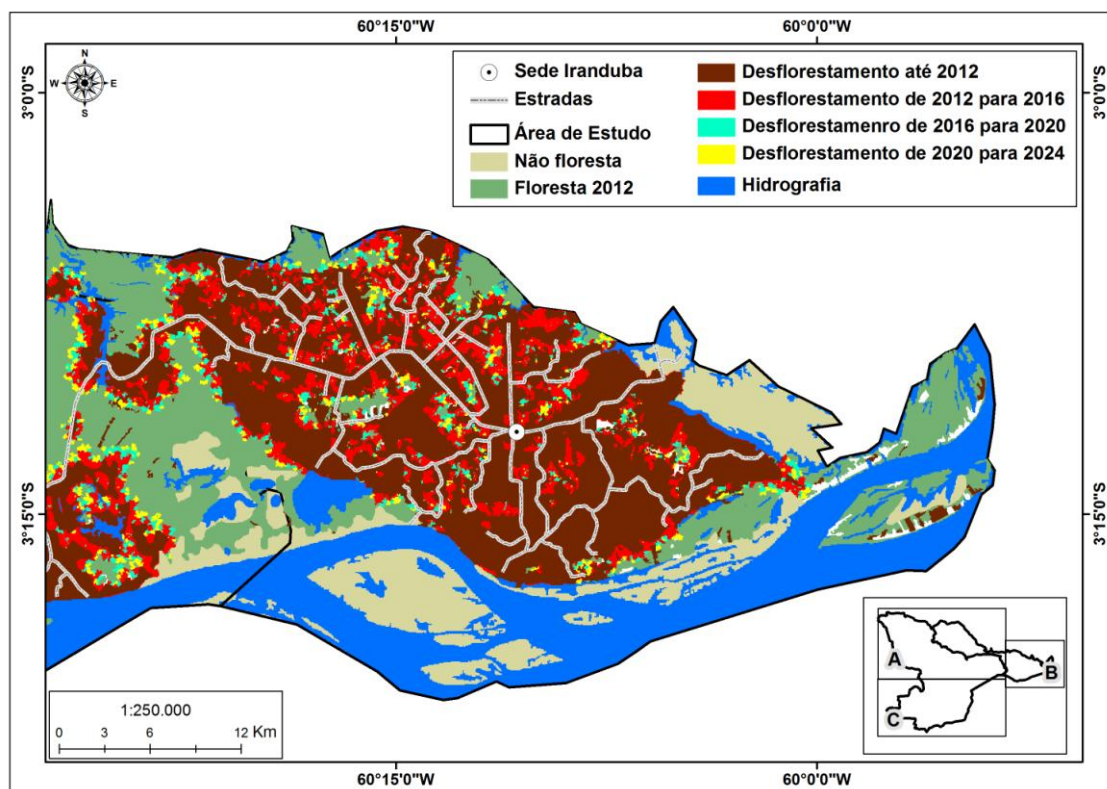 60°15'0"W
60°0'0"W
N
W
E
S
3°0'0"S
3°0'0"S
Sede Iranduba
Estradas
Área de Estudo
Não floresta
Floresta 2012
Desflorestamento até 2012
Desflorestamento de 2012 para 2016
Desflorestamenro de 2016 para 2020
Desflorestamento de 2020 para 2024
Hidrografia
3°15'0"S
3°15'0"S
1:250.000
0 3 6 12 Km
A
B
C
60°15'0"W
60°0'0"W